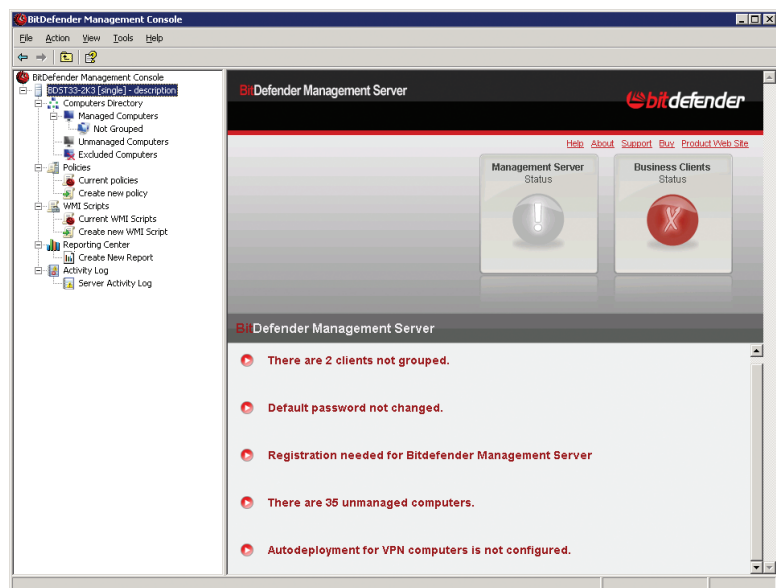 BitDefender Management Console
File Action View Tools Help
BitDefender Management Console
BDST33-2K3 [single] - description
Computers Directory
Managed Computers
Not Grouped
Unmanaged Computers
Excluded Computers
Policies
Current policies
Create new policy
WMI Scripts
Current WMI Scripts
Create new WMI Script
Reporting Center
Create New Report
Activity Log
Server Activity Log
BitDefender Management Server
bitdefender
Help About Support Buy Product Web Site
Management Server
Status
Business Clients
Status
BitDefender Management Server
There are 2 clients not grouped.
Default password not changed.
Registration needed for Bitdefender Management Server
There are 35 unmanaged computers.
Autodeployment for VPN computers is not configured.